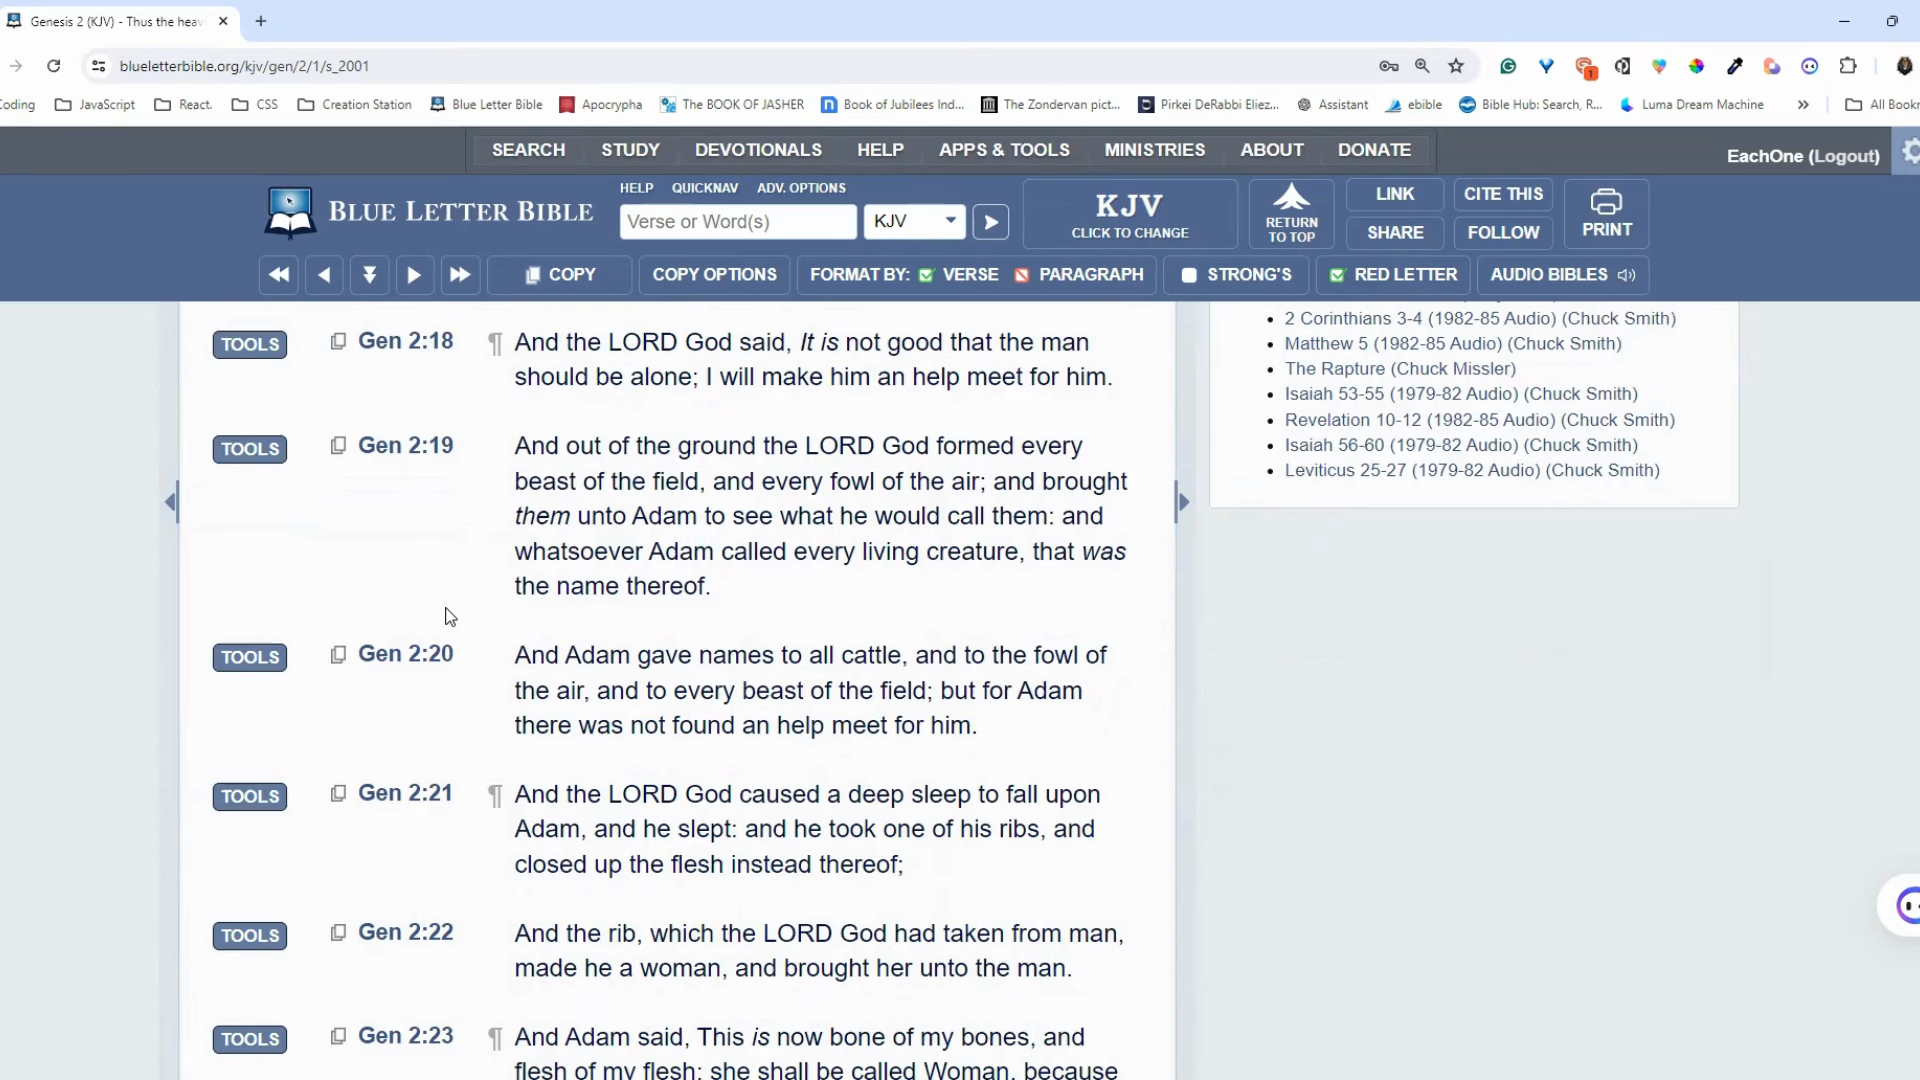 Genesis 2 (KJV) - Thus the heav
blueletterbible.org/kjv/gen/2/1/s_2001
1
Coding
JavaScript
React.
CSS
Creation Station
Blue Letter Bible
Apocrypha
The BOOK OF JASHER
Book of Jubilees Ind...
The Zondervan pict...
Pirkei DeRabbi Eliez...
Assistant
ebible
Bible Hub: Search, R...
Luma Dream Machine
»
All Bookr
SEARCH
STUDY
DEVOTIONALS
HELP
APPS & TOOLS
MINISTRIES
ABOUT
DONATE
EachOne (Logout)
BLUE LETTER BIBLE
HELP
QUICKNAV
ADV. OPTIONS
Verse or Word(s)
KJV
KJV
CLICK TO CHANGE
RETURN
TO TOP
LINK
CITE THIS
SHARE
FOLLOW
PRINT
COPY
COPY OPTIONS
FORMAT BY:
VERSE
PARAGRAPH
STRONG'S
RED LETTER
AUDIO BIBLES
TOOLS
Gen 2:18
¶ And the LORD God said, It is not good that the man
should be alone; I will make him an help meet for him.
TOOLS
Gen 2:19
And out of the ground the LORD God formed every
beast of the field, and every fowl of the air; and brought
them unto Adam to see what he would call them: and
whatsoever Adam called every living creature, that was
the name thereof.
TOOLS
Gen 2:20
And Adam gave names to all cattle, and to the fowl of
the air, and to every beast of the field; but for Adam
there was not found an help meet for him.
TOOLS
Gen 2:21
¶ And the LORD God caused a deep sleep to fall upon
Adam, and he slept: and he took one of his ribs, and
closed up the flesh instead thereof;
TOOLS
Gen 2:22
And the rib, which the LORD God had taken from man,
made he a woman, and brought her unto the man.
TOOLS
Gen 2:23
¶ And Adam said, This is now bone of my bones, and
flesh of my flesh: she shall be called Woman, because
2 Corinthians 3-4 (1982-85 Audio) (Chuck Smith)
Matthew 5 (1982-85 Audio) (Chuck Smith)
The Rapture (Chuck Missler)
Isaiah 53-55 (1979-82 Audio) (Chuck Smith)
Revelation 10-12 (1982-85 Audio) (Chuck Smith)
Isaiah 56-60 (1979-82 Audio) (Chuck Smith)
Leviticus 25-27 (1979-82 Audio) (Chuck Smith)